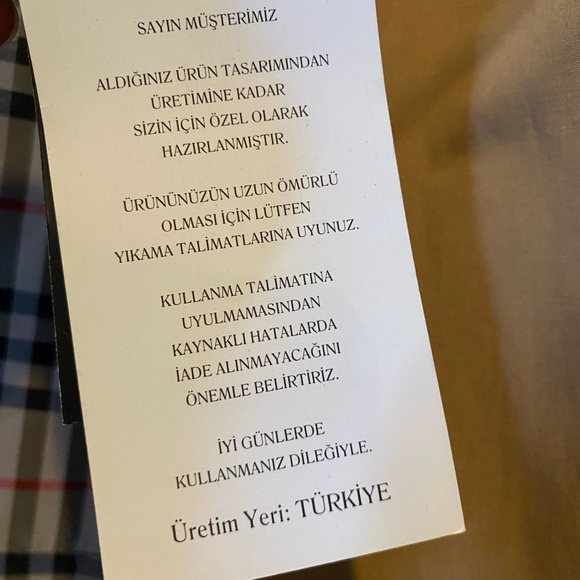 SAYIN MÜŞTERİMİZ
ALDIĞINIZ ÜRÜN TASARIMINDAN
ÜRETİMİNE KADAR
SİZİN İÇİN ÖZEL OLARAK
HAZIRLANMIŞTIR.
ÜRÜNÜNÜZÜN UZUN ÖMÜRLÜ
OLMASI İÇİN LÜTFEN
YIKAMA TALİMATLARINA UYUNUZ.
KULLANMA TALİMATINA
UYULMAMASINDAN
KAYNAKLI HATALARDA
İADE ALINMAYACAĞINI
ÖNEMLE BELİRTİRİZ.
İYİ GÜNLERDE
KULLANMANIZ DİLEĞİYLE.
Üretim Yeri: TÜRKİYE